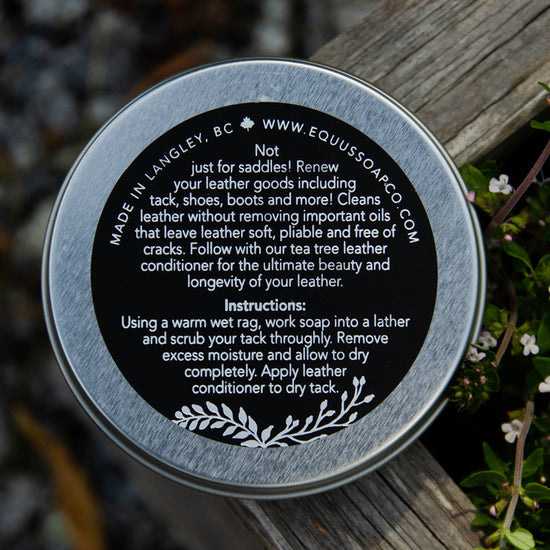 MADE IN LANGLEY, BC 🍁 WWW.EQUUSSOAPCO.COM
Not
just for saddles! Renew
your leather goods including
tack, shoes, boots and more! Cleans
leather without removing important oils
that leave leather soft, pliable and free of
cracks. Follow with our tea tree leather
conditioner for the ultimate beauty and
longevity of your leather.
Instructions:
Using a warm wet rag, work soap into a lather
and scrub your tack throughly. Remove
excess moisture and allow to dry
completely. Apply leather
conditioner to dry tack.